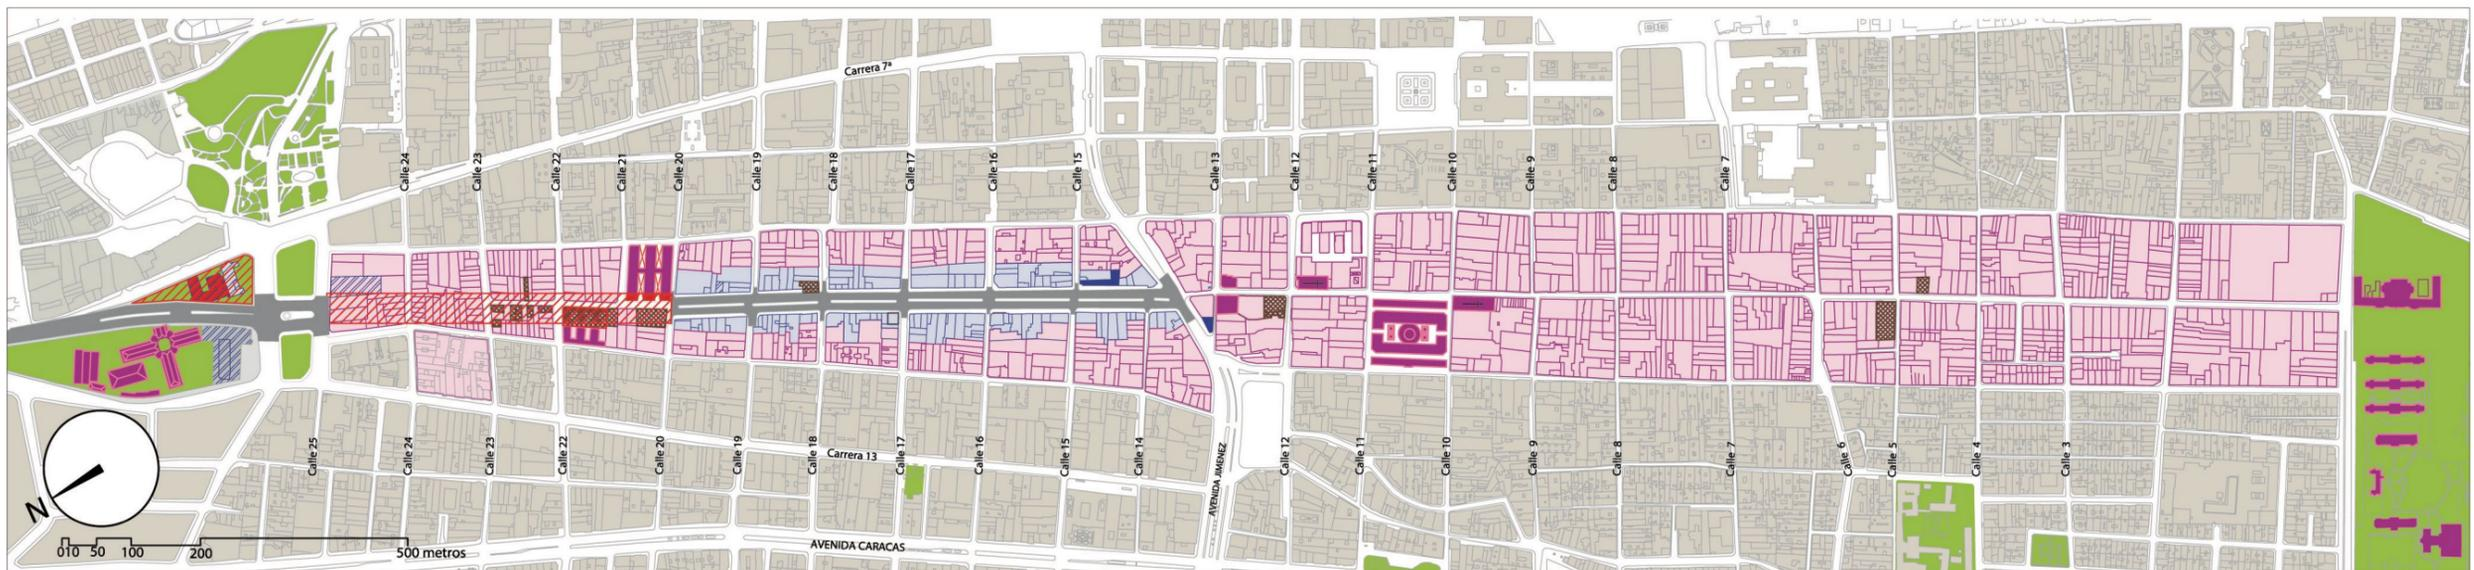 Carrera 7ª
Calle 24
Calle 23
Calle 22
Calle 21
Calle 20
Calle 19
Calle 18
Calle 17
Calle 16
Calle 15
Calle 13
Calle 12
Calle 11
Calle 10
Calle 9
Calle 8
Calle 7
Calle 25
Calle 24
Calle 23
Calle 22
Calle 20
Calle 19
Calle 18
Carrera 13
Calle 17
Calle 16
Calle 15
Calle 14
AVENIDA JIMENEZ
Calle 12
Calle 11
Calle 10
Calle 9
Calle 8
Calle 7
Calle 6
Calle 5
Calle 4
Calle 3
N
AVENIDA CARACAS
010 50 100 200 500 metros